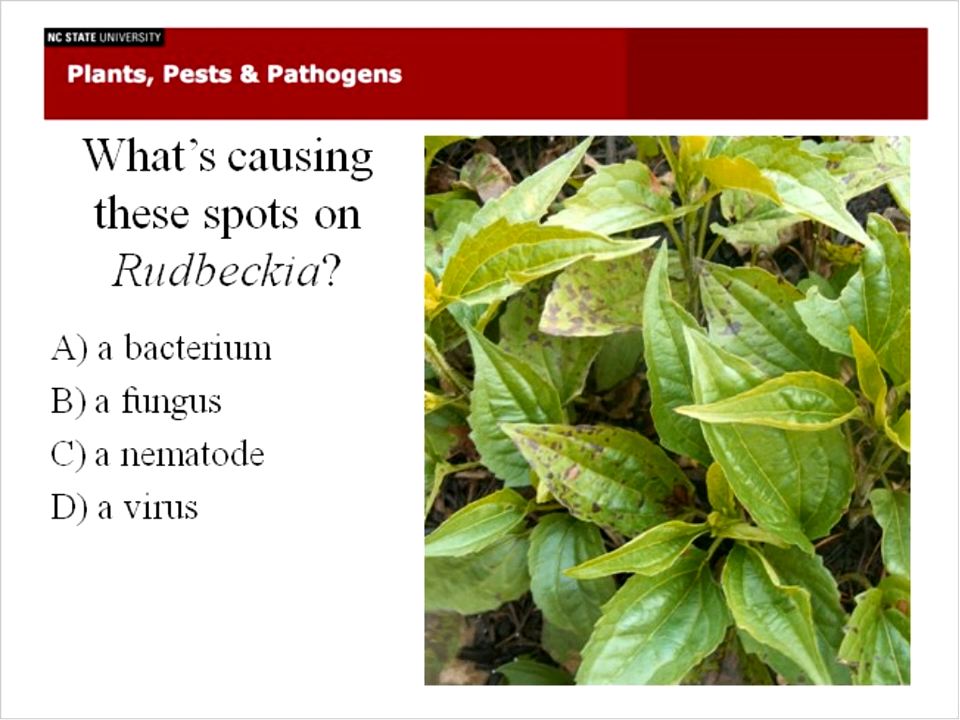 NC STATE UNIVERSITY
Plants, Pests & Pathogens
What's causing
these spots on
Rudbeckia?
A) a bacterium
B) a fungus
C) a nematode
D) a virus